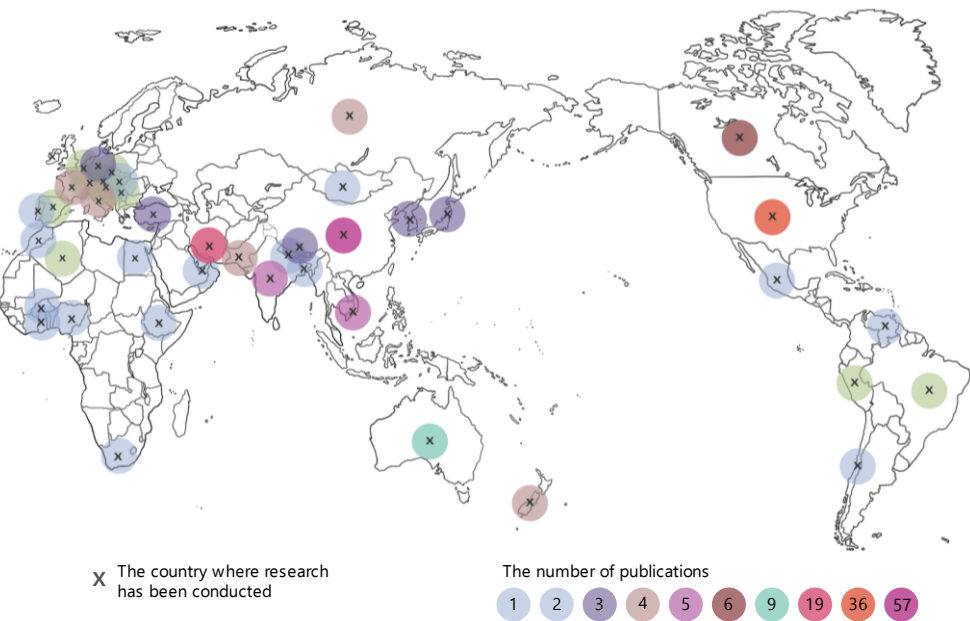 X The country where research
has been conducted
The number of publications
1 2 3 4 5 6 9 19 36 57